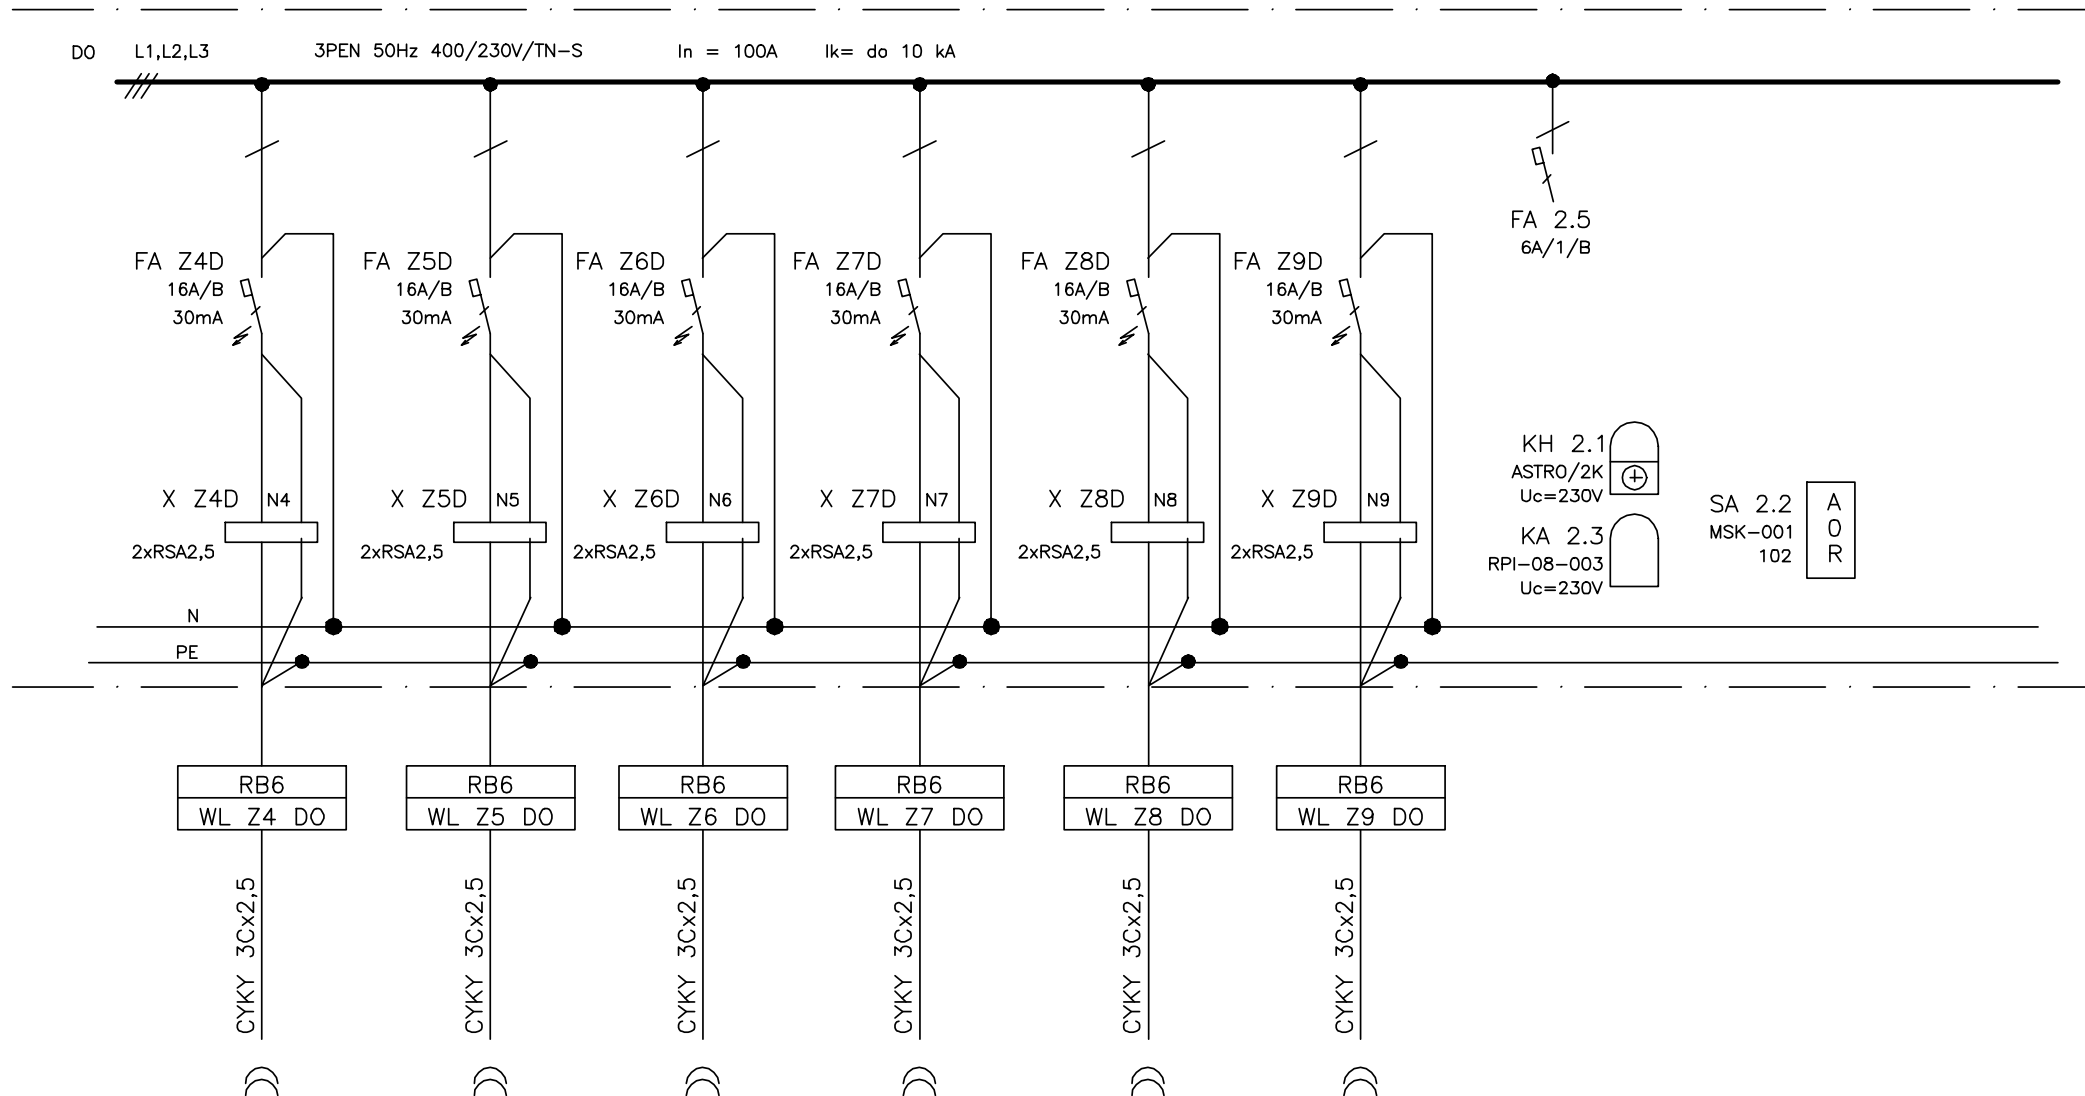 DO L1,L2,L3 3PEN 50Hz 400/230V/TN-S In = 100A Ik= do 10 kA
FA Z4D
16A/B
30mA
FA Z5D
16A/B
30mA
FA Z6D
16A/B
30mA
FA Z7D
16A/B
30mA
FA Z8D
16A/B
30mA
FA Z9D
16A/B
30mA
FA 2.5
6A/1/B
X Z4D N4
2xRSA2,5
X Z5D N5
2xRSA2,5
X Z6D N6
2xRSA2,5
X Z7D N7
2xRSA2,5
X Z8D N8
2xRSA2,5
X Z9D N9
2xRSA2,5
KH 2.1
ASTRO/2K
Uc=230V
KA 2.3
RPI-08-003
Uc=230V
SA 2.2
MSK-001
102
A
0
R
N
PE
RB6
WL Z4 DO
RB6
WL Z5 DO
RB6
WL Z6 DO
RB6
WL Z7 DO
RB6
WL Z8 DO
RB6
WL Z9 DO
CYKY 3Cx2,5
CYKY 3Cx2,5
CYKY 3Cx2,5
CYKY 3Cx2,5
CYKY 3Cx2,5
CYKY 3Cx2,5